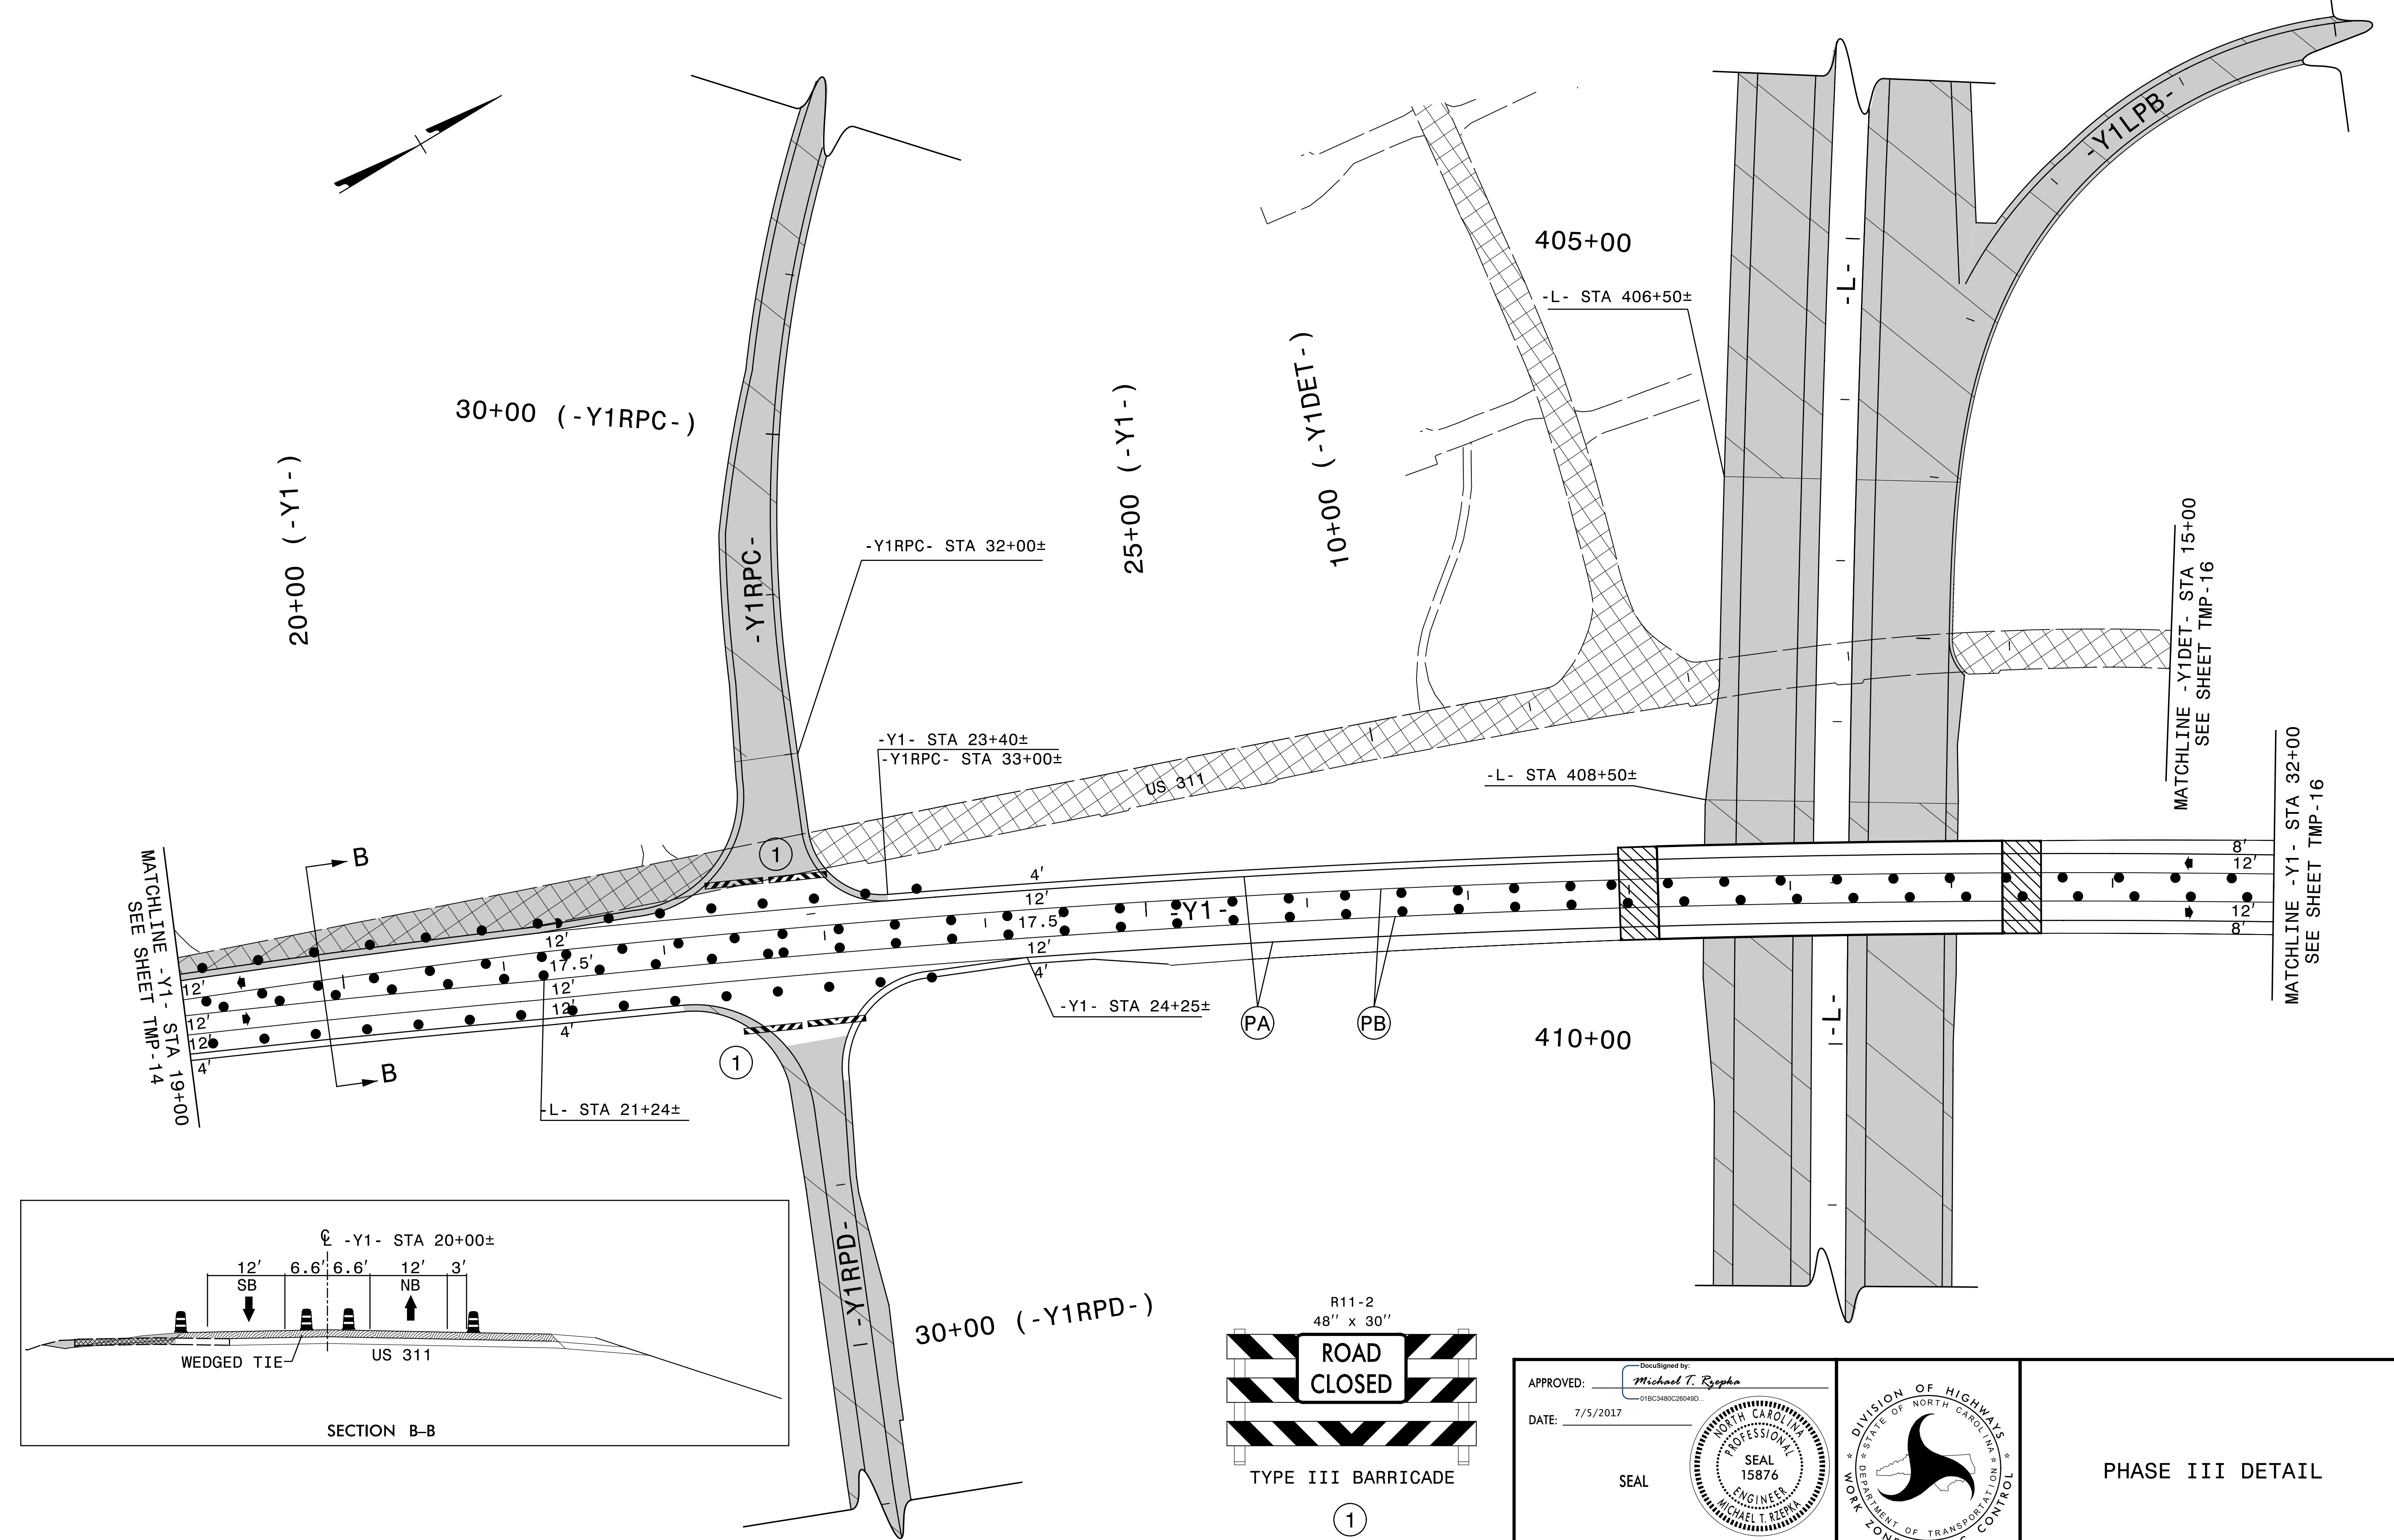 -Y1LPB-
405+00
-L- STA 406+50±
-L-
30+00 (-Y1RPC-)
20+00 (-Y1-)
25+00 (-Y1-)
10+00 (-Y1DET-)
-Y1RPC-
-Y1RPC- STA 32+00±
MATCHLINE -Y1DET- STA 15+00
SEE SHEET TMP-16
-Y1- STA 23+40±
-Y1RPC- STA 33+00±
US 311
-L- STA 408+50±
MATCHLINE -Y1- STA 32+00
SEE SHEET TMP-16
MATCHLINE -Y1- STA 19+00
SEE SHEET TMP-14
B
1
4'
12'
-Y1-
17.5'
12'
4'
8'
12'
12'
8'
12'
17.5'
12'
12'
4'
12'
12'
12'
4'
-Y1- STA 24+25±
PA
PB
410+00
-L-
B
1
-L- STA 21+24±
-Y1RPD-
30+00 (-Y1RPD-)
℄ -Y1- STA 20+00±
12' 6.6' 6.6' 12' 3'
SB NB
WEDGED TIE
US 311
SECTION B-B
R11-2
48" x 30"
ROAD
CLOSED
TYPE III BARRICADE
1
APPROVED:
DocuSigned by:
Michael T. Rzepka
01BC3480C26049D...
DATE: 7/5/2017
SEAL
NORTH CAROLINA
PROFESSIONAL
SEAL
15876
ENGINEER
MICHAEL T. RZEPKA
DIVISION OF HIGHWAYS
STATE OF NORTH CAROLINA
DEPARTMENT OF TRANSPORTATION
WORK CONTROL
PHASE III DETAIL